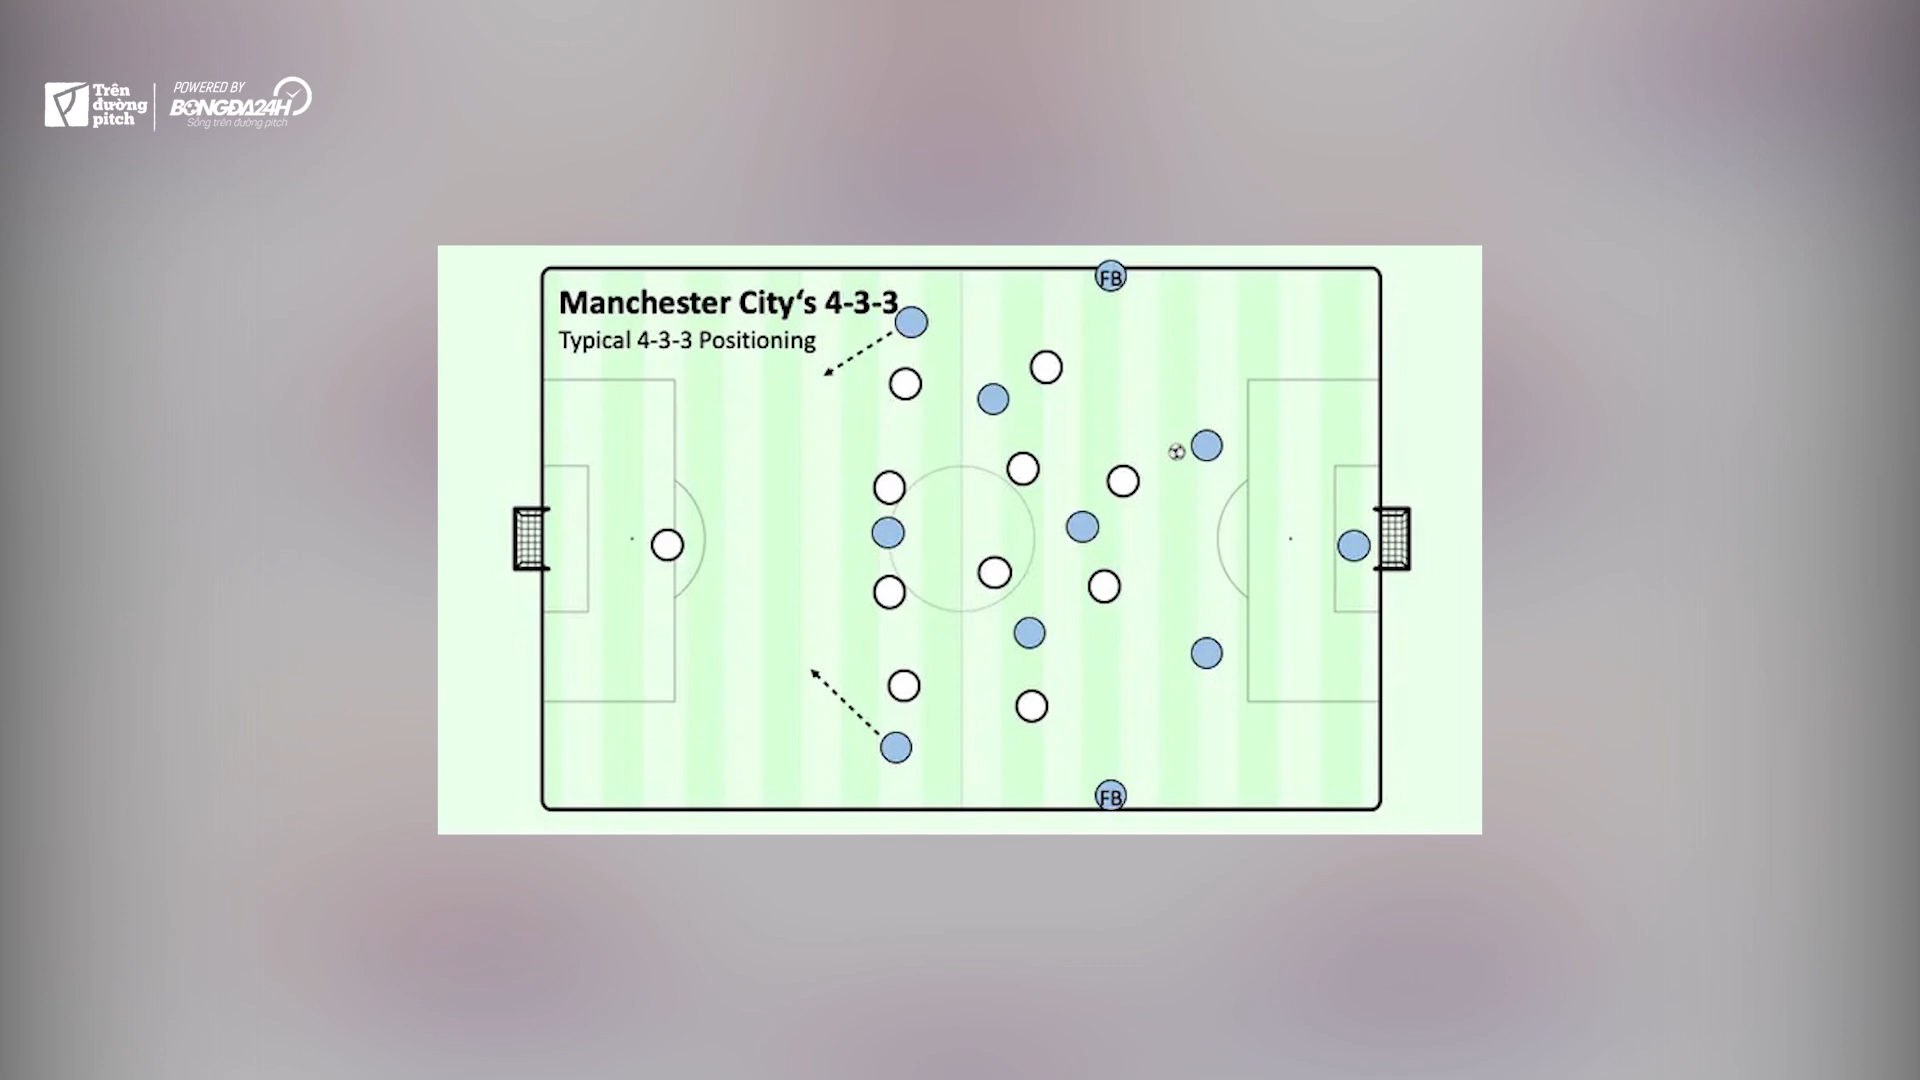 Trên
đường
pitch
POWERED BY
BONGDA24H
Sống trên đường pitch
Manchester City‘s 4-3-3
Typical 4-3-3 Positioning
FB
FB